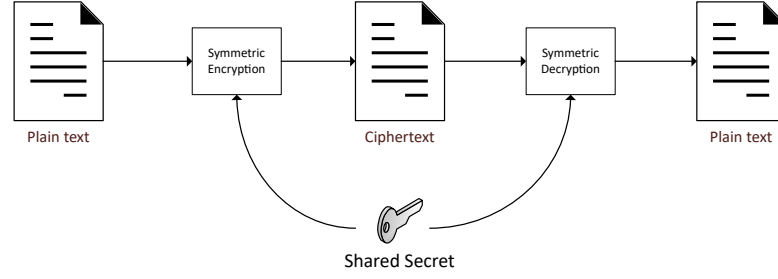 Symmetric
Encryption
Symmetric
Decryption
Plain text
Ciphertext
Plain text
Shared Secret